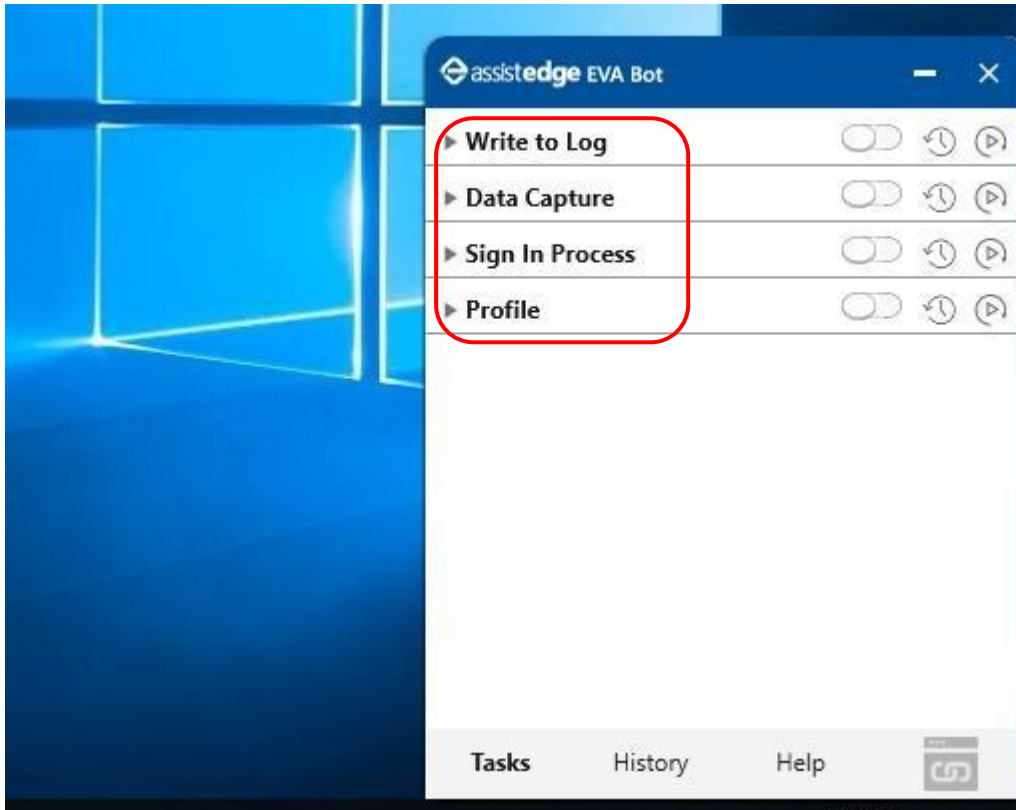 assistedge EVA Bot
Write to Log
Data Capture
Sign In Process
Profile
Tasks History Help